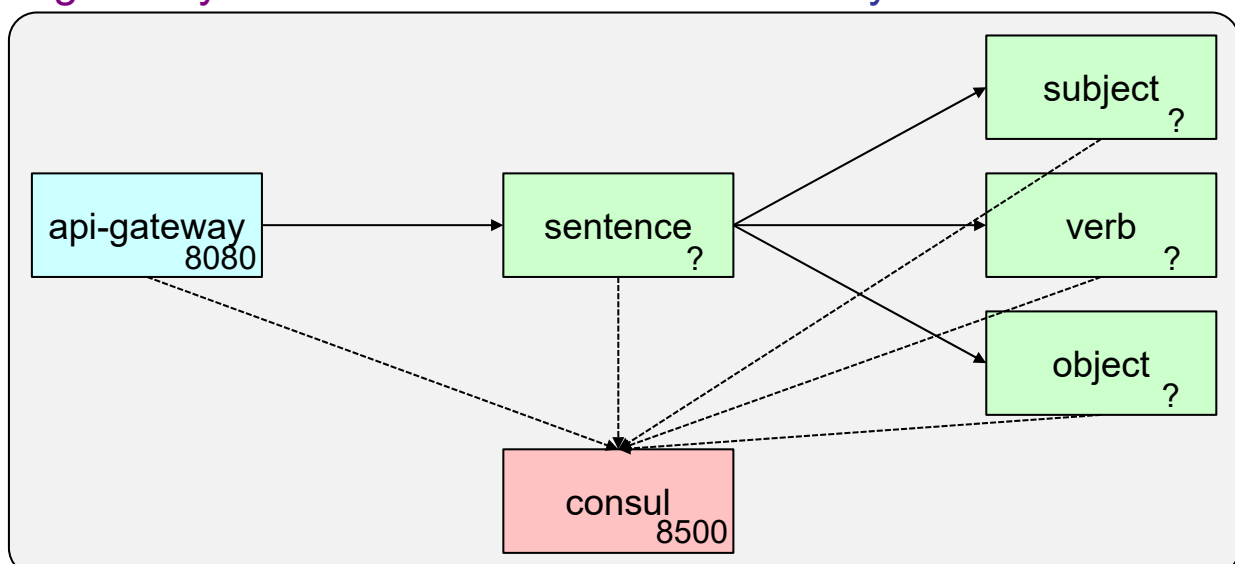 subject
?
api-gateway
8080
sentence
?
verb
?
object
?
consul
8500